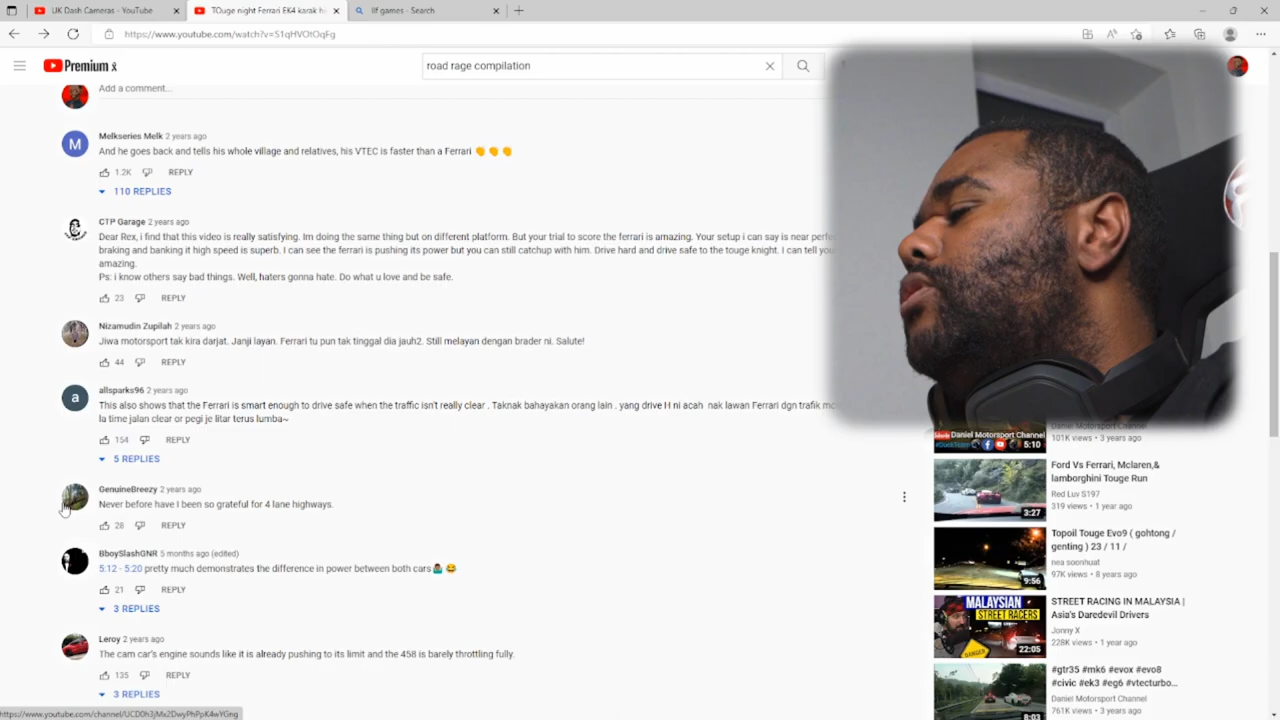 UK Dash Cameras - YouTube
TOuge night Ferrari EK4 karak hi
llf games - Search
https://www.youtube.com/watch?v=S1qHVOtOqFg
Premium
road rage compilation
Add a comment...
Melkseries Melk 2 years ago
And he goes back and tells his whole village and relatives, his VTEC is faster than a Ferrari 👏 👏 👏
1.2K REPLY
110 REPLIES
CTP Garage 2 years ago
Dear Rex, i find that this video is really satisfying. Im doing the same thing but on different platform. But your trial to score the ferrari is amazing. Your setup i can say is near perfe
braking and banking it high speed is superb. I can see the ferrari is pushing its power but you can still catchup with him. Drive hard and drive safe to the touge knight. I can tell you
amazing.
Ps: i know others say bad things. Well, haters gonna hate. Do what u love and be safe.
23 REPLY
Nizamudin Zupilah 2 years ago
Jiwa motorsport tak kira darjat. Janji layan. Ferrari tu pun tak tinggal dia jauh2. Still melayan dengan brader ni. Salute!
44 REPLY
allsparks96 2 years ago
This also shows that the Ferrari is smart enough to drive safe when the traffic isn't really clear . Taknak bahayakan orang lain . yang drive H ni acah nak lawan Ferrari dgn trafik mc
la time jalan clear or pegi je litar terus lumba~
154 REPLY
5 REPLIES
GenuineBreezy 2 years ago
Never before have I been so grateful for 4 lane highways.
28 REPLY
BboySlashGNR 5 months ago (edited)
5:12 - 5:20 pretty much demonstrates the difference in power between both cars🤷🏽‍♂️ 😂
21 REPLY
3 REPLIES
Leroy 2 years ago
The cam car's engine sounds like it is already pushing to its limit and the 458 is barely throttling fully.
135 REPLY
3 REPLIES
Daniel Motorsport Channel
5:10
Daniel Motorsport Channel
101K views • 3 years ago
3:27
Ford Vs Ferrari, Mclaren,&
lamborghini Touge Run
Red Luv S197
319 views • 1 year ago
9:56
Topoil Touge Evo9 ( gohtong /
genting ) 23 / 11 /
nea soonhuat
97K views • 8 years ago
MALAYSIAN
STREET RACERS
DANGER
22:05
STREET RACING IN MALAYSIA |
Asia's Daredevil Drivers
Jonny X
228K views • 1 year ago
8:03
#gtr35 #mk6 #evox #evo8
#civic #ek3 #eg6 #vtecturbo...
Daniel Motorsport Channel
761K views • 3 years ago
https://www.youtube.com/channel/UCD0h3jMx2DwyPhPpK4wYGng